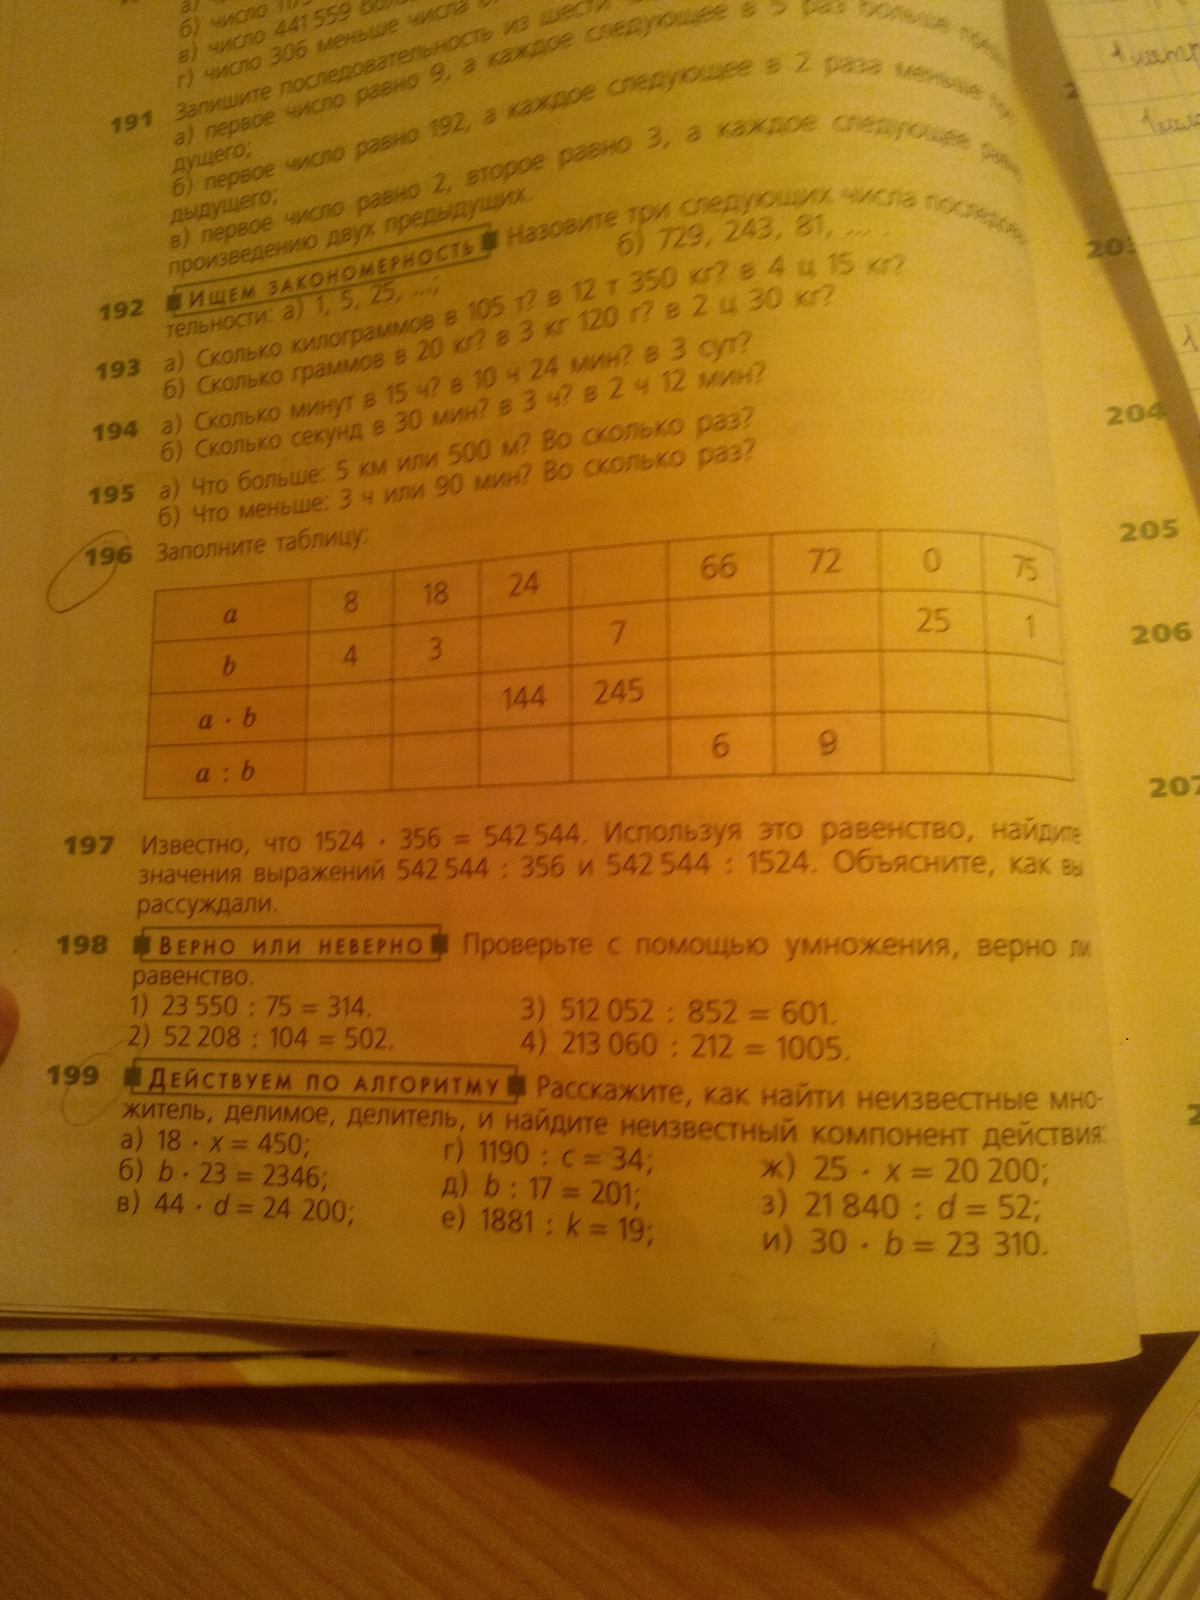 б) число
в) число 441 559
г) число 306 меньше числа
191 Запишите последовательность из шести
а) первое число равно 9, а каждое следующее в 5 раз больше
дущего;
б) первое число равно 192, а каждое следующее в 2 раза меньше
дыдущего;
в) первое число равно 2, второе равно 3, а каждое следующее
произведению двух предыдущих.
192 ИЩЕМ ЗАКОНОМЕРНОСТЬ Назовите три следующих числа
тельности: а) 1, 5, 25, ...; б) 729, 243, 81, ... .
193 а) Сколько килограммов в 105 т? в 12 т 350 кг? в 4 ц 15 кг?
б) Сколько граммов в 20 кг? в 3 кг 120 г? в 2 ц 30 кг?
194 а) Сколько минут в 15 ч? в 10 ч 24 мин? в 3 сут?
б) Сколько секунд в 30 мин? в 3 ч? в 2 ч 12 мин?
195 а) Что больше: 5 км или 500 м? Во сколько раз?
б) Что меньше: 3 ч или 90 мин? Во сколько раз?
196 Заполните таблицу:
a 8 18 24 66 72 0 75
b 4 3 7 25 1
a · b 144 245
a : b 6 9
197 Известно, что 1524 · 356 = 542 544. Используя это равенство, найдите
значения выражений 542 544 : 356 и 542 544 : 1524. Объясните, как вы
рассуждали.
198 ВЕРНО ИЛИ НЕВЕРНО Проверьте с помощью умножения, верно ли
равенство.
1) 23 550 : 75 = 314. 3) 512 052 : 852 = 601.
2) 52 208 : 104 = 502. 4) 213 060 : 212 = 1005.
199 ДЕЙСТВУЕМ ПО АЛГОРИТМУ Расскажите, как найти неизвестные мно-
житель, делимое, делитель, и найдите неизвестный компонент действия:
а) 18 · x = 450; г) 1190 : c = 34; ж) 25 · x = 20 200;
б) b · 23 = 2346; д) b : 17 = 201; з) 21 840 : d = 52;
в) 44 · d = 24 200; е) 1881 : k = 19; и) 30 · b = 23 310.
203
204
205
206
207